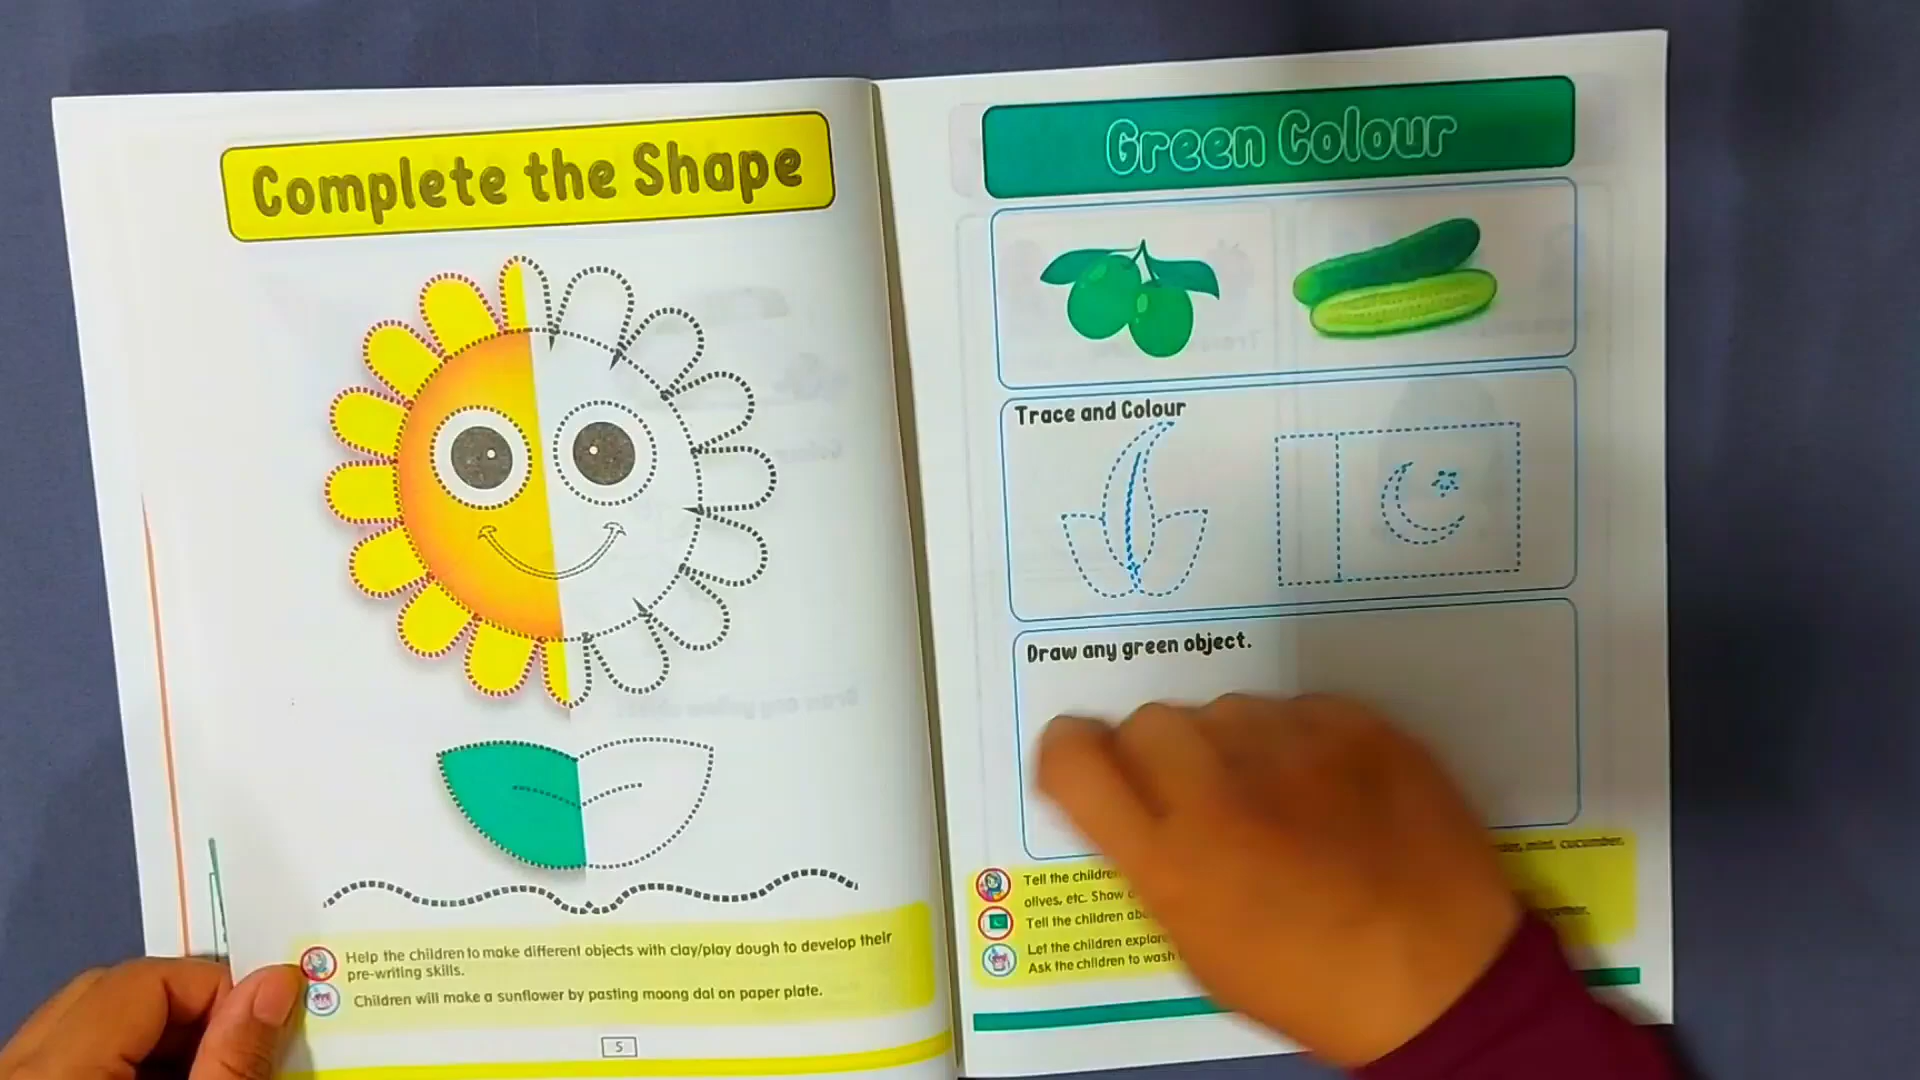 Complete the Shape
Help the children to make different objects with clay/play dough to develop their
pre-writing skills.
Children will make a sunflower by pasting moong dal on paper plate.
5
Green Colour
Trace and Colour
Draw any green object.
mint, cucumber,
Tell the children
olives, etc. Show
Tell the children
Let the children
Ask the children to wash